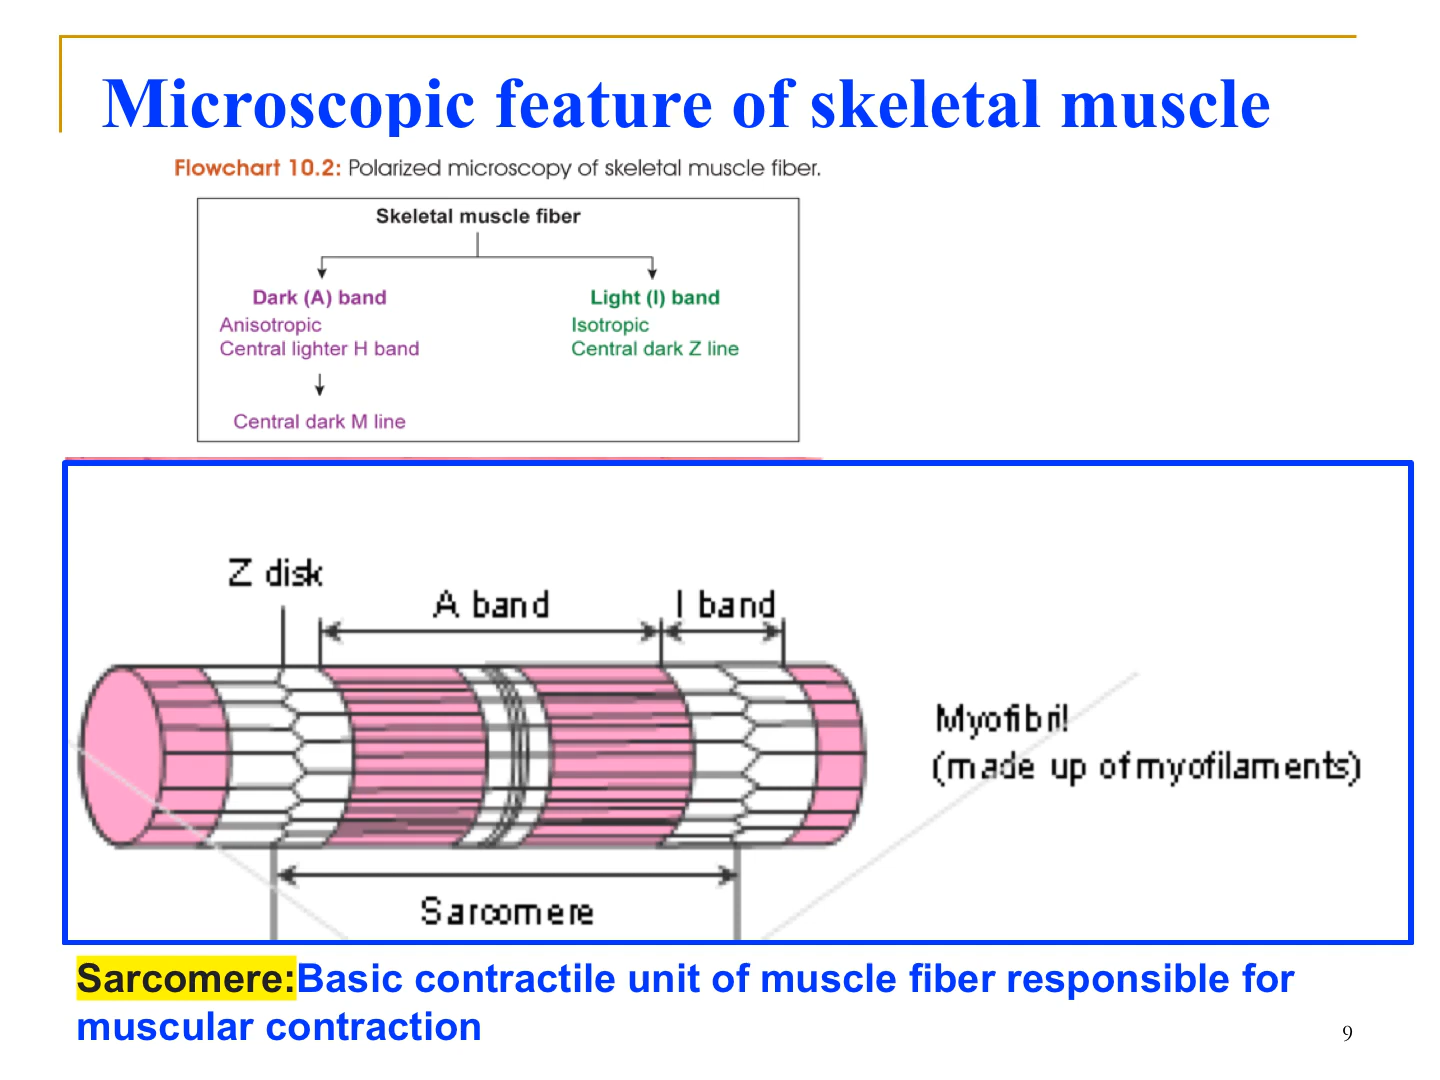 Microscopic feature of skeletal muscle
Flowchart 10.2: Polarized microscopy of skeletal muscle fiber.
Skeletal muscle fiber
Dark (A) band
Anisotropic
Central lighter H band
Central dark M line
Light (I) band
Isotropic
Central dark Z line
Z disk
A band
I band
Myofibril
(made up of myofilaments)
Sarcomere
Sarcomere:Basic contractile unit of muscle fiber responsible for
muscular contraction
9